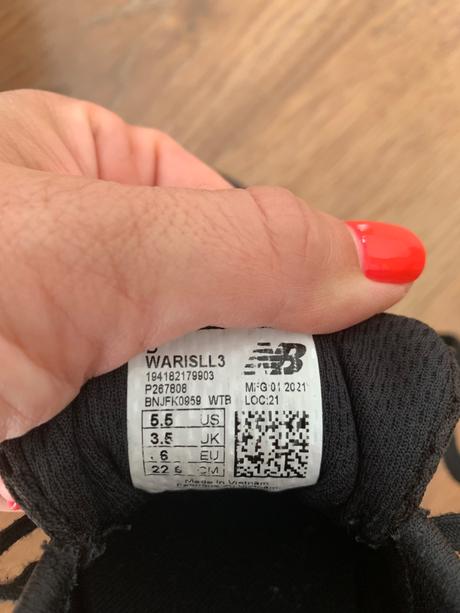 WARISLL3
194182179903
P267808
BNJFK0959 WTB
NB
MFG:01 2021
LOC:21
5.5 US
3.5 UK
6 EU
22 CM
Made in Vietnam